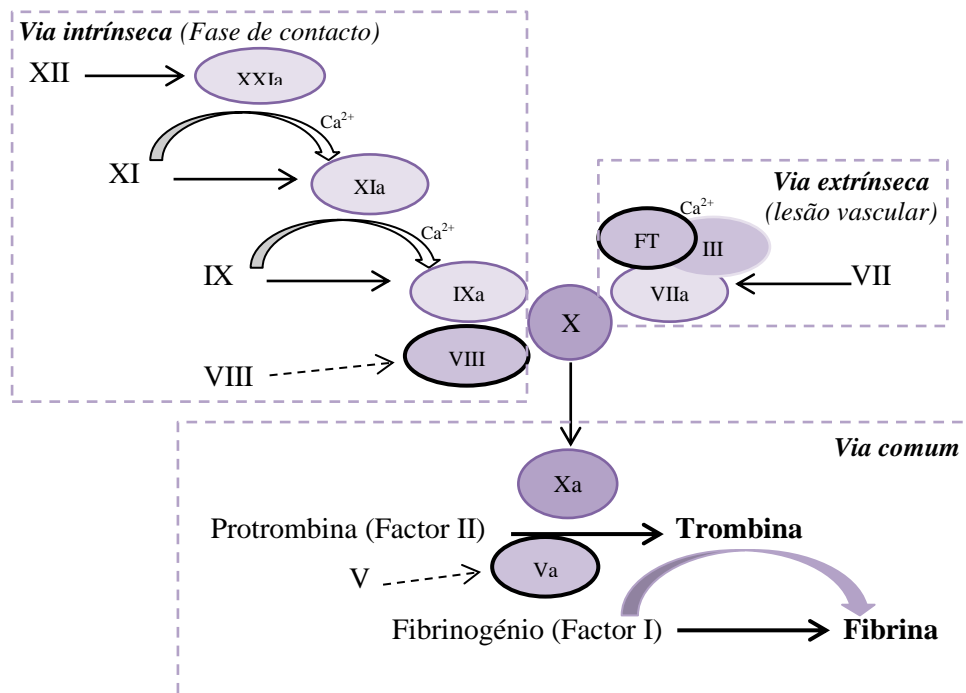 Via intrínseca (Fase de contacto)
XII
XXIa
Ca²⁺
XI
XIa
Ca²⁺
IX
IXa
VIII
VIII
X
Via extrínseca
(lesão vascular)
Ca²⁺
FT
III
VIIa
VII
Via comum
Xa
Protrombina (Factor II)
Trombina
V
Va
Fibrinogénio (Factor I)
Fibrina